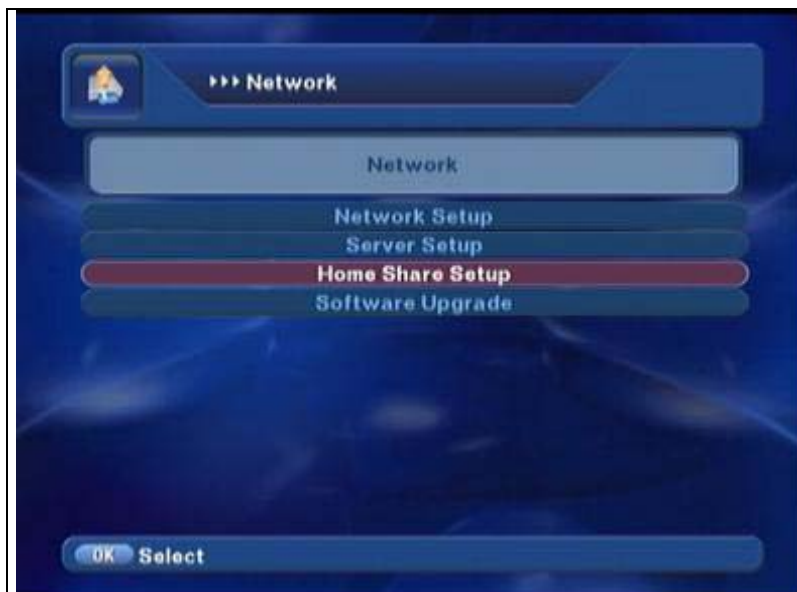 ▸▸▸ Network
Network
Network Setup
Server Setup
Home Share Setup
Software Upgrade
OK Select